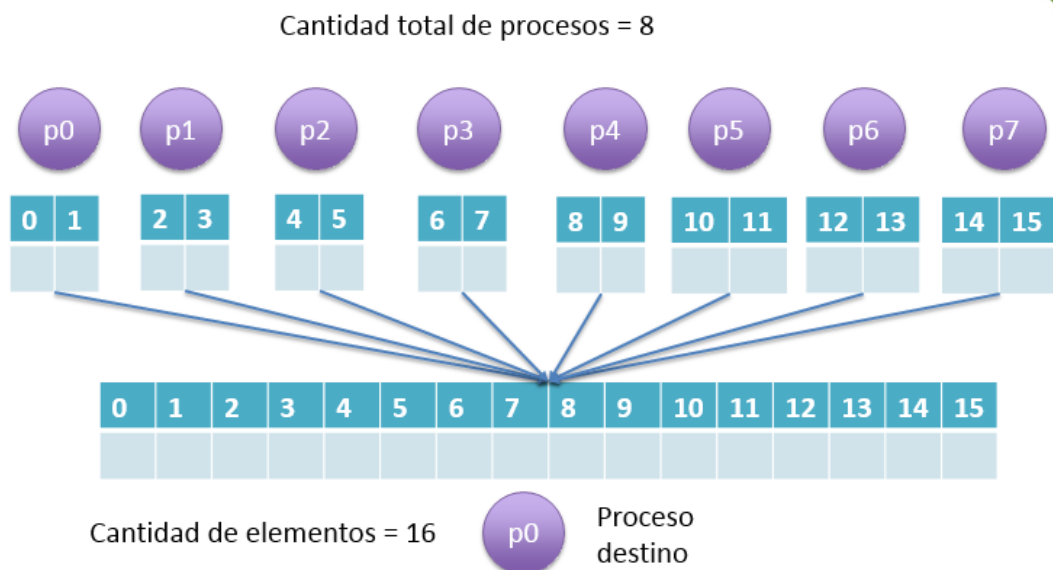 Cantidad total de procesos = 8
p0 p1 p2 p3 p4 p5 p6 p7
0 1 2 3 4 5 6 7 8 9 10 11 12 13 14 15
0 1 2 3 4 5 6 7 8 9 10 11 12 13 14 15
Cantidad de elementos = 16
p0
Proceso
destino